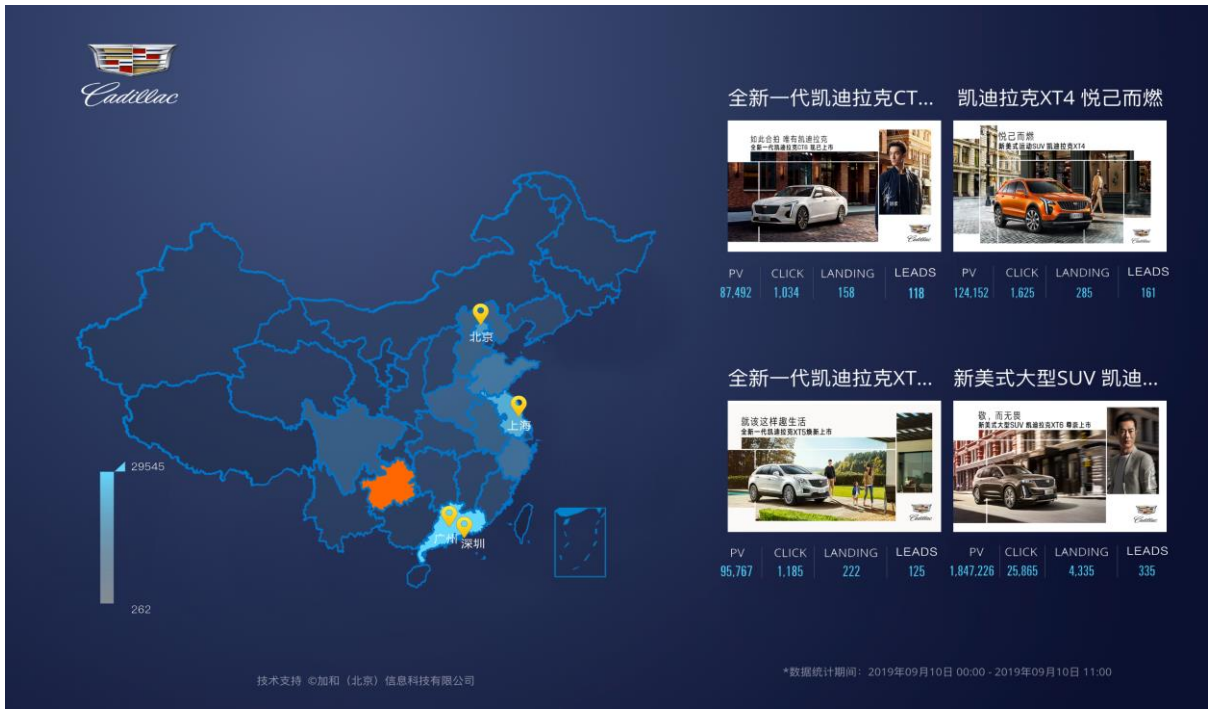 Cadillac
全新一代凯迪拉克CT...
凯迪拉克XT4 悦己而燃
如此合拍 唯有凯迪拉克
全新一代凯迪拉克CT6 现已上市
Cadillac
悦己而燃
新美式运动SUV 凯迪拉克XT4
Cadillac
PV CLICK LANDING LEADS
87,492 1,034 158 118
PV CLICK LANDING LEADS
124,152 1,625 285 161
全新一代凯迪拉克XT...
新美式大型SUV 凯迪...
就该这样趣生活
全新一代凯迪拉克XT5焕新上市
Cadillac
敬，而无畏
新美式大型SUV 凯迪拉克XT6 尊崇上市
Cadillac
PV CLICK LANDING LEADS
95,767 1,185 222 125
PV CLICK LANDING LEADS
1,847,226 25,865 4,335 335
北京
上海
广州
深圳
29545
262
技术支持 ©加和（北京）信息科技有限公司
*数据统计期间：2019年09月10日 00:00 - 2019年09月10日 11:00